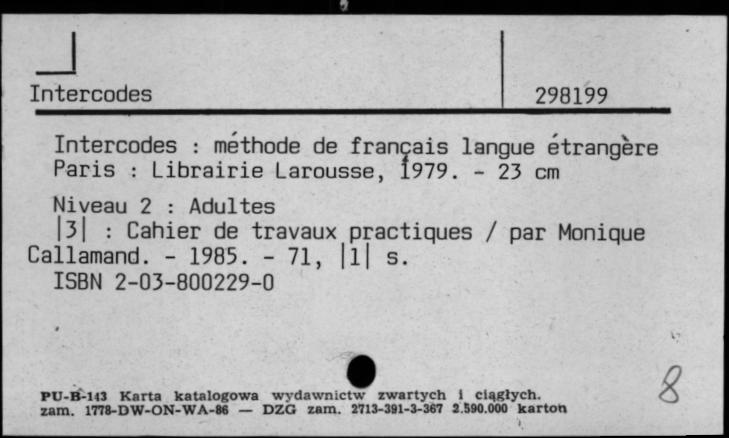 Intercodes 298199
Intercodes : méthode de français langue étrangère
Paris : Librairie Larousse, 1979. - 23 cm
Niveau 2 : Adultes
|3| : Cahier de travaux practiques / par Monique
Callamand. - 1985. - 71, |1| s.
ISBN 2-03-800229-0
8
PU-B-143 Karta katalogowa wydawnictw zwartych i ciągłych.
zam. 1778-DW-ON-WA-86 — DZG zam. 2713-391-3-367 2.590.000 karton